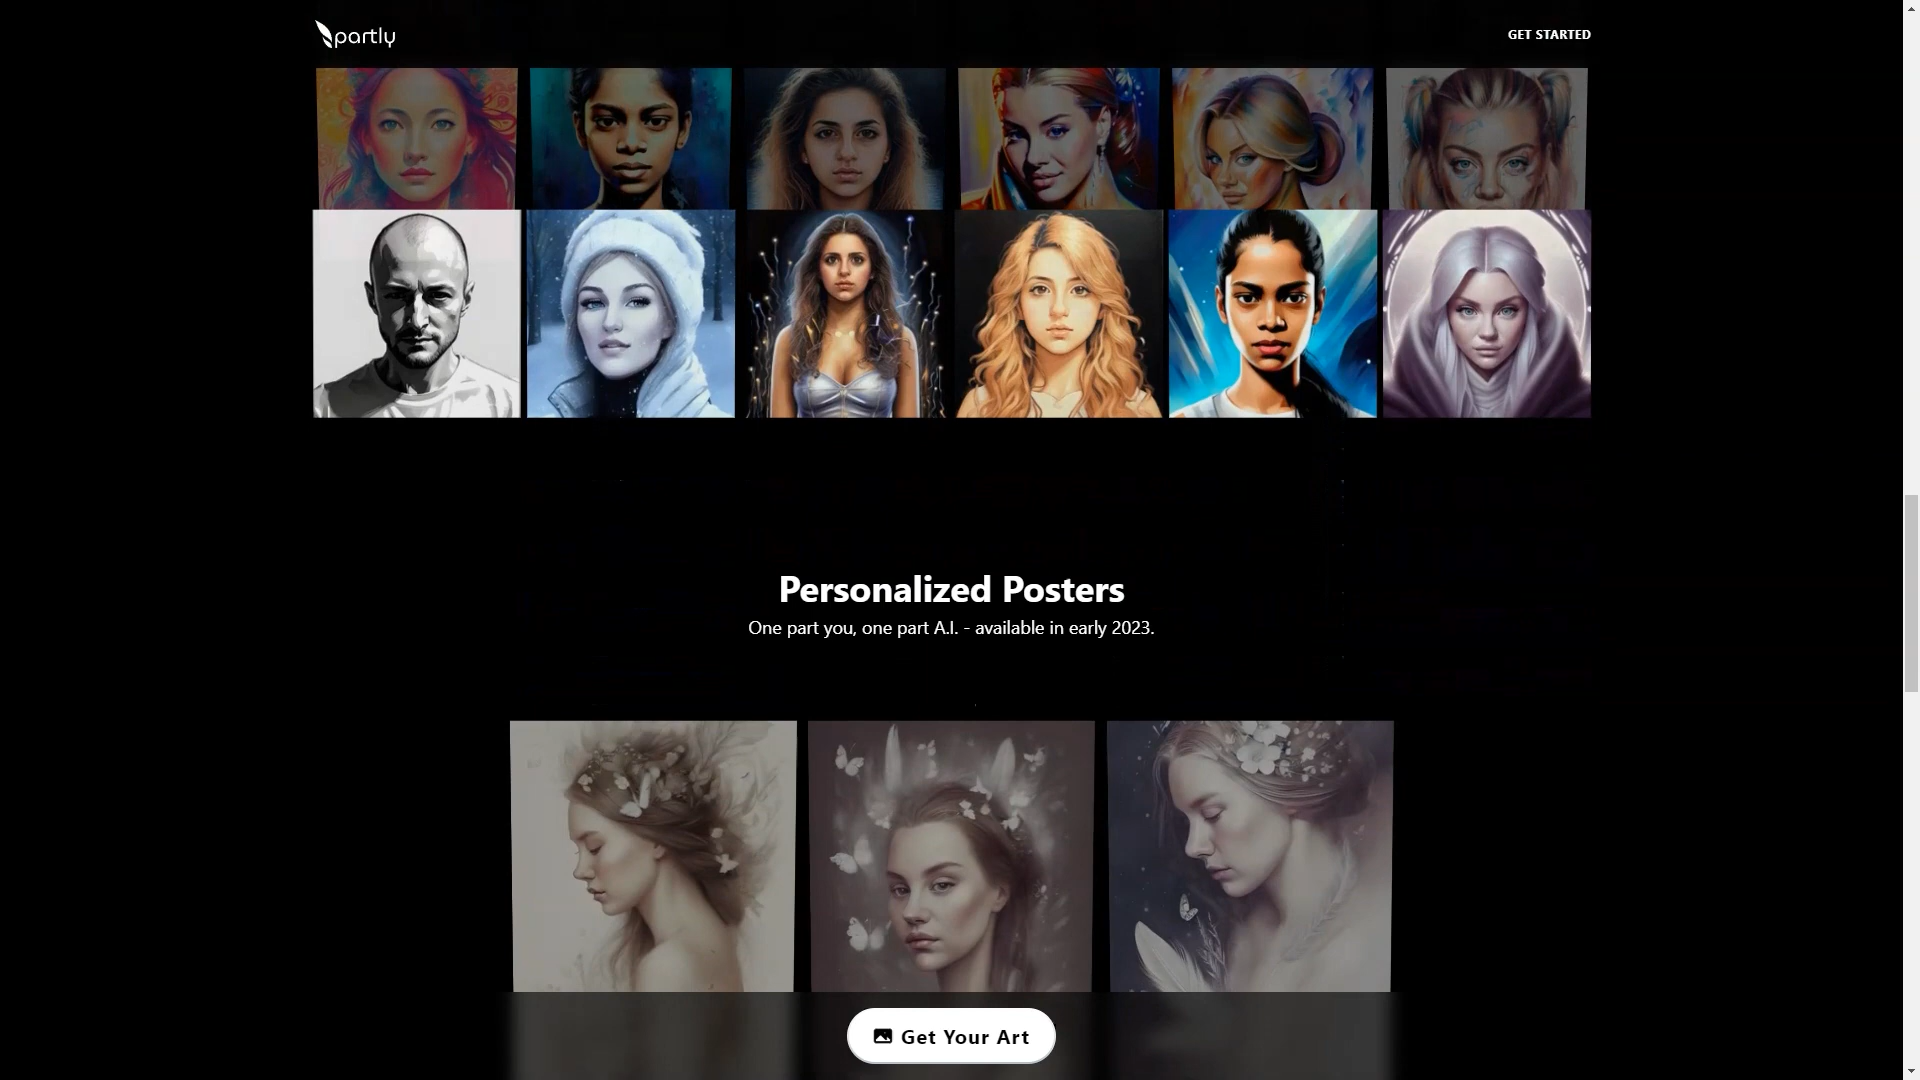 partly
GET STARTED
Personalized Posters
One part you, one part A.I. - available in early 2023.
Get Your Art